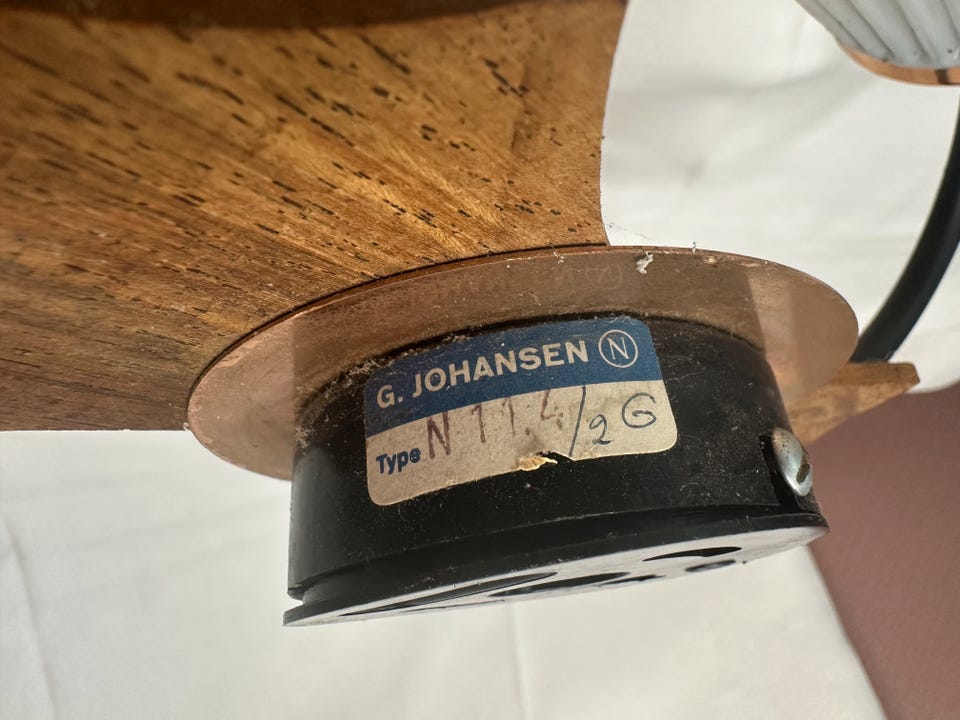 G. JOHANSEN Ⓝ
Type N 11.4/2G